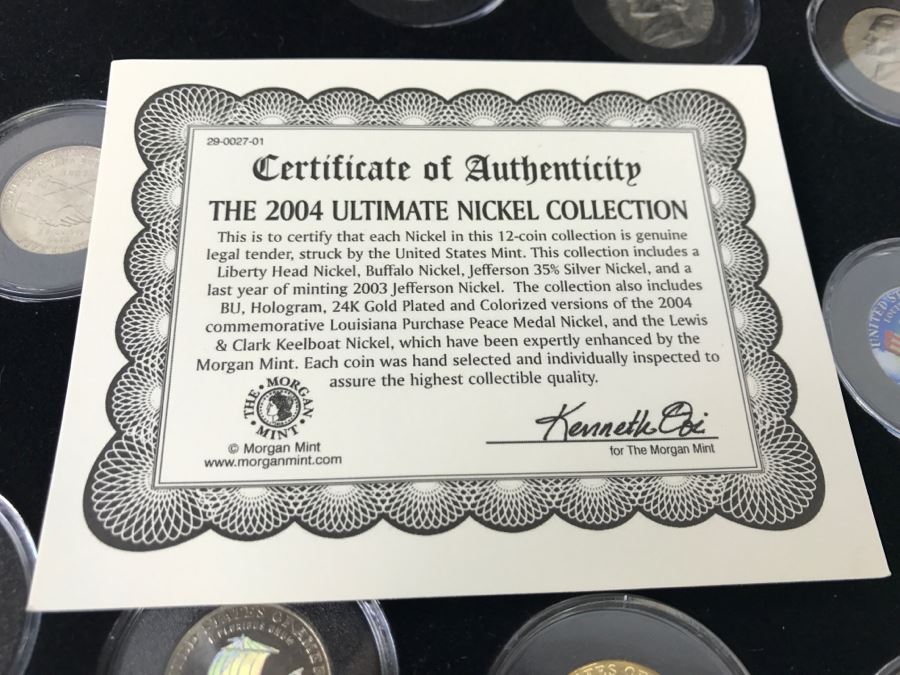 29-0027-01
Certificate of Authenticity
THE 2004 ULTIMATE NICKEL COLLECTION
This is to certify that each Nickel in this 12-coin collection is genuine
legal tender, struck by the United States Mint. This collection includes a
Liberty Head Nickel, Buffalo Nickel, Jefferson 35% Silver Nickel, and a
last year of minting 2003 Jefferson Nickel. The collection also includes
BU, Hologram, 24K Gold Plated and Colorized versions of the 2004
commemorative Louisiana Purchase Peace Medal Nickel, and the Lewis
& Clark Keelboat Nickel, which have been expertly enhanced by the
Morgan Mint. Each coin was hand selected and individually inspected to
assure the highest collectible quality.
THE • MORGAN • MINT •
© Morgan Mint
www.morganmint.com
for The Morgan Mint
UNITED
PLURIBUS